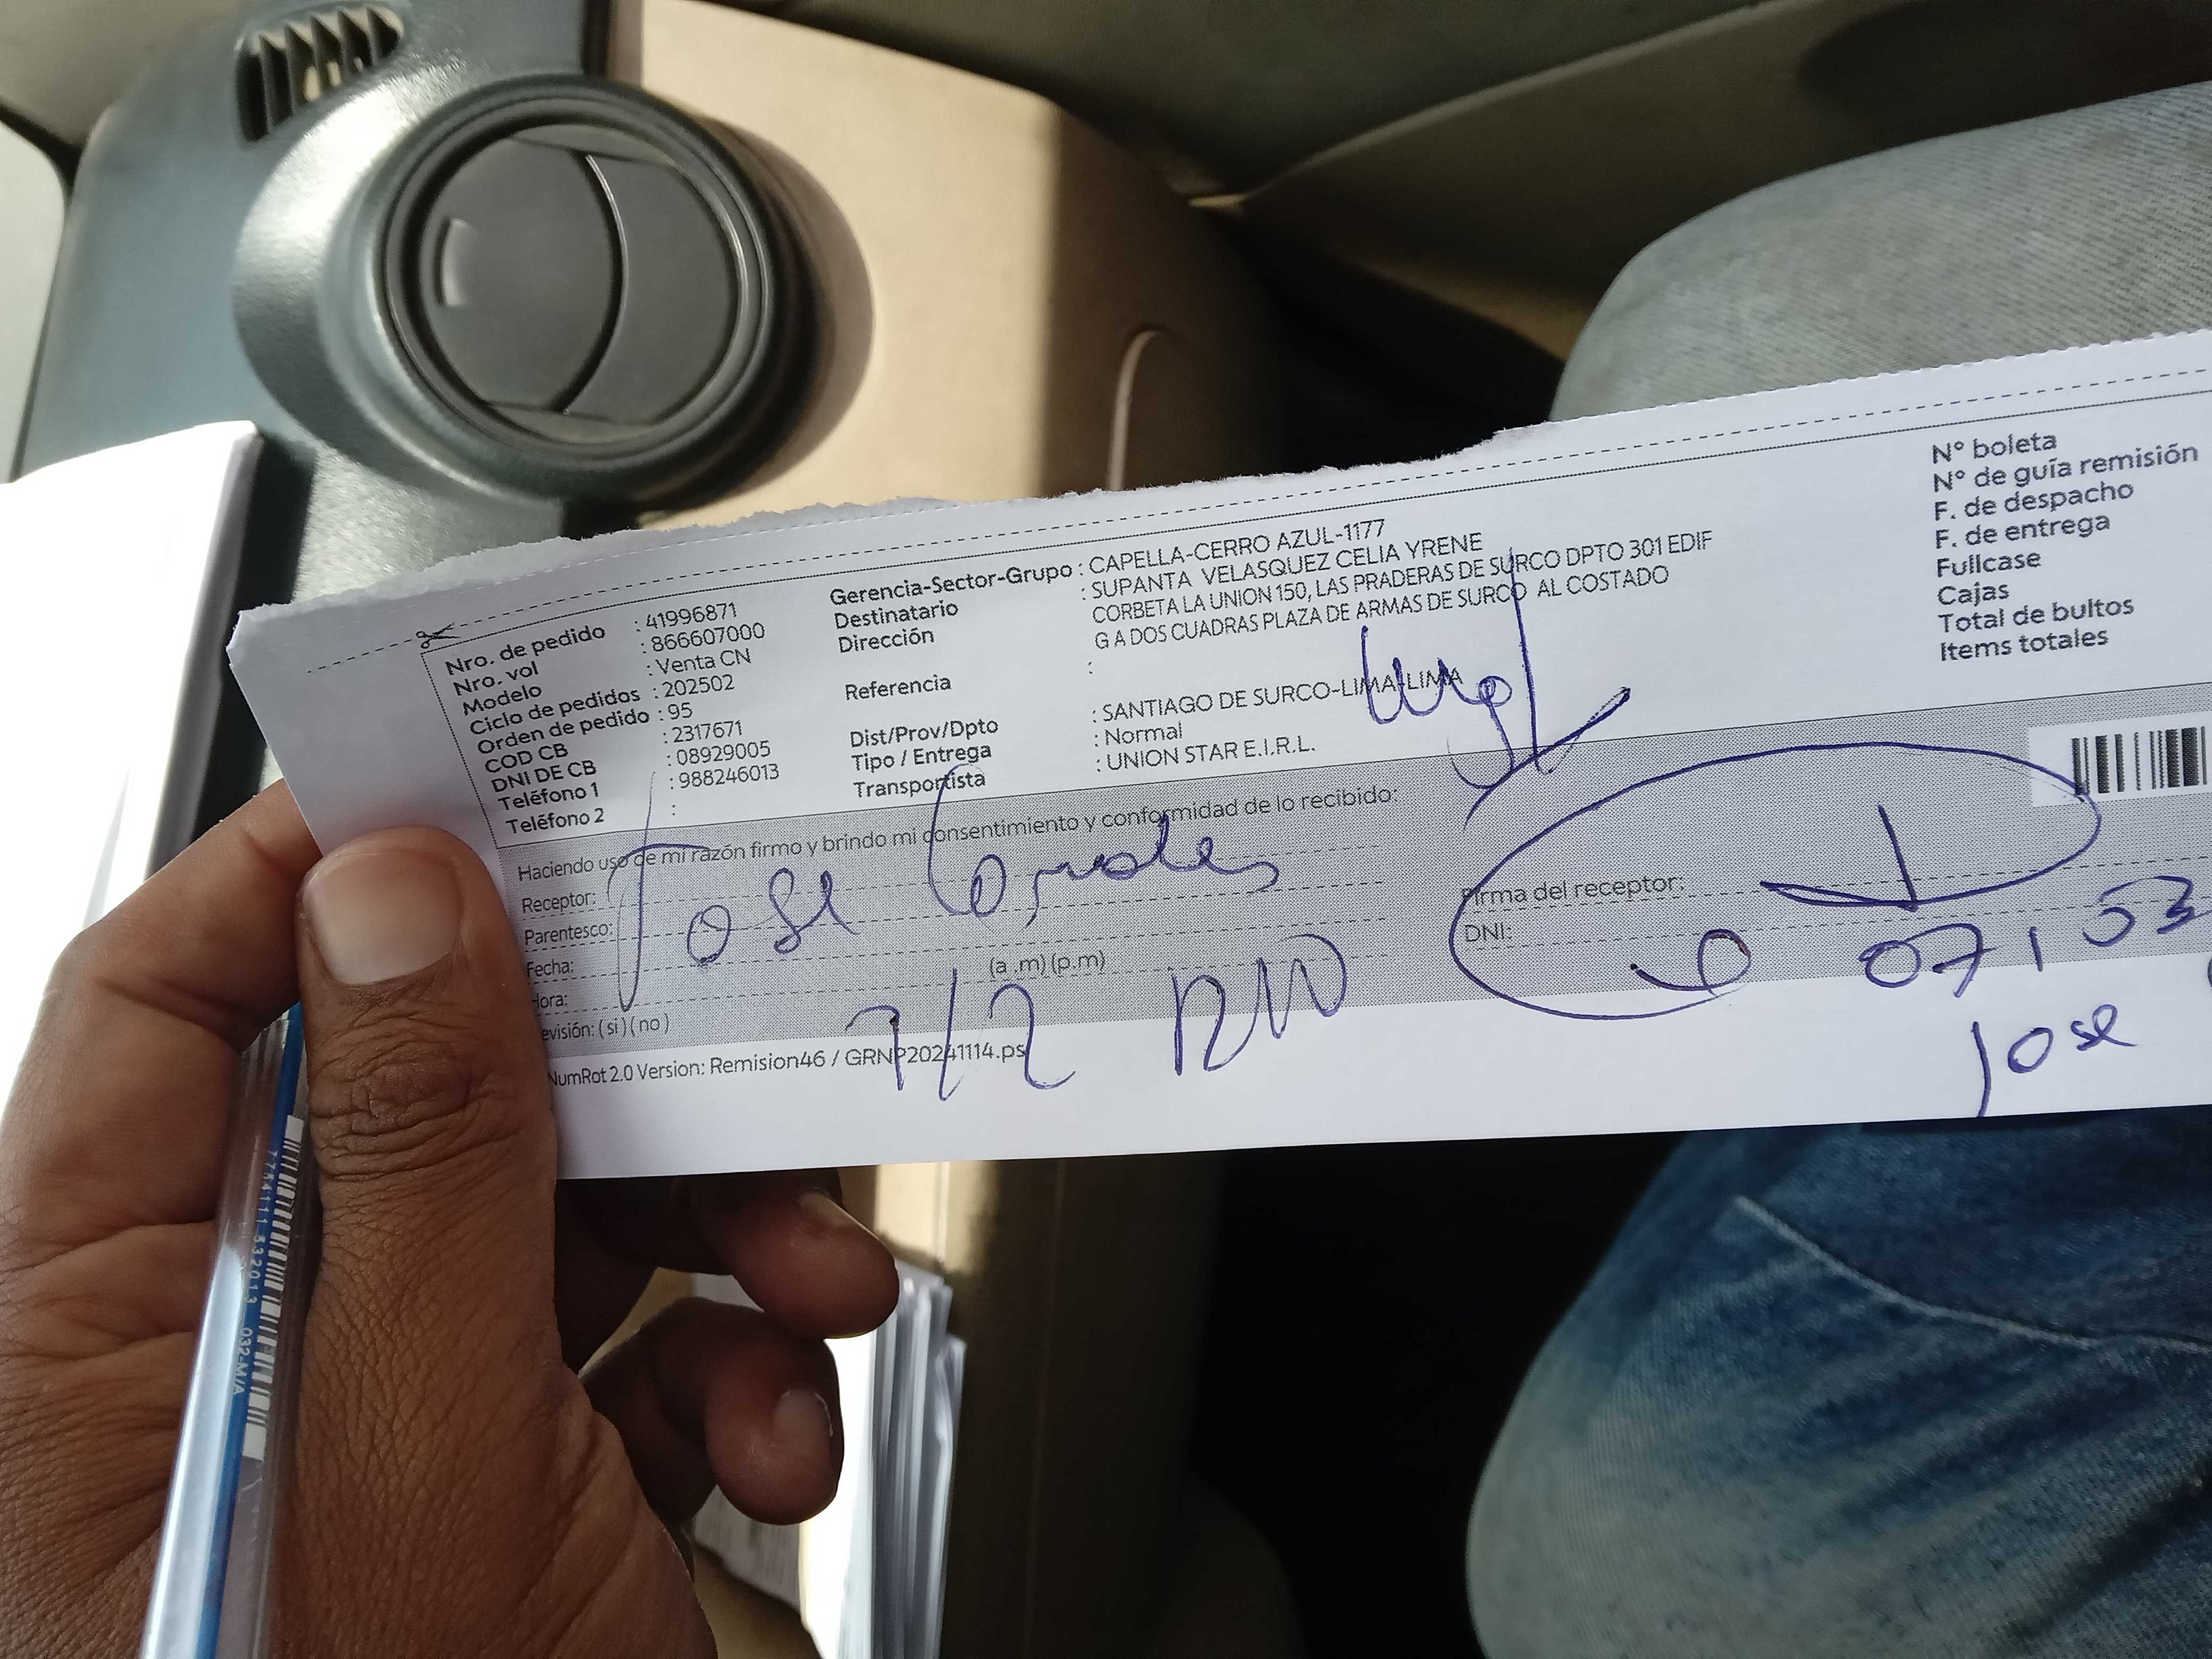 Nro. de pedido : 41996871
Nro. vol : 866607000
Modelo : Venta CN
Ciclo de pedidos : 202502
Orden de pedido : 95
COD CB : 2317671
DNI DE CB : 08929005
Teléfono 1 : 988246013
Teléfono 2 :
Gerencia-Sector-Grupo : CAPELLA-CERRO AZUL-1177
Destinatario : SUPANTA VELASQUEZ CELIA YRENE
Dirección CORBETA LA UNION 150, LAS PRADERAS DE SURCO DPTO 301 EDIF
G A DOS CUADRAS PLAZA DE ARMAS DE SURCO AL COSTADO
Referencia :
Dist/Prov/Dpto : SANTIAGO DE SURCO-LIMA-LIMA
Tipo / Entrega : Normal
Transportista : UNION STAR E.I.R.L.
N° boleta
N° de guía remisión
F. de despacho
F. de entrega
Fullcase
Cajas
Total de bultos
Items totales
Haciendo uso de mi razón firmo y brindo mi consentimiento y conformidad de lo recibido:
Receptor:
Parentesco: Jose
Fecha:
Hora: (a .m) (p.m)
evisión: ( si ) ( no )
Firma del receptor:
DNI: 07103
Jose
NumRot 2.0 Version: Remision46 / GRNP20241114.ps
7754111 532013 032-M/A